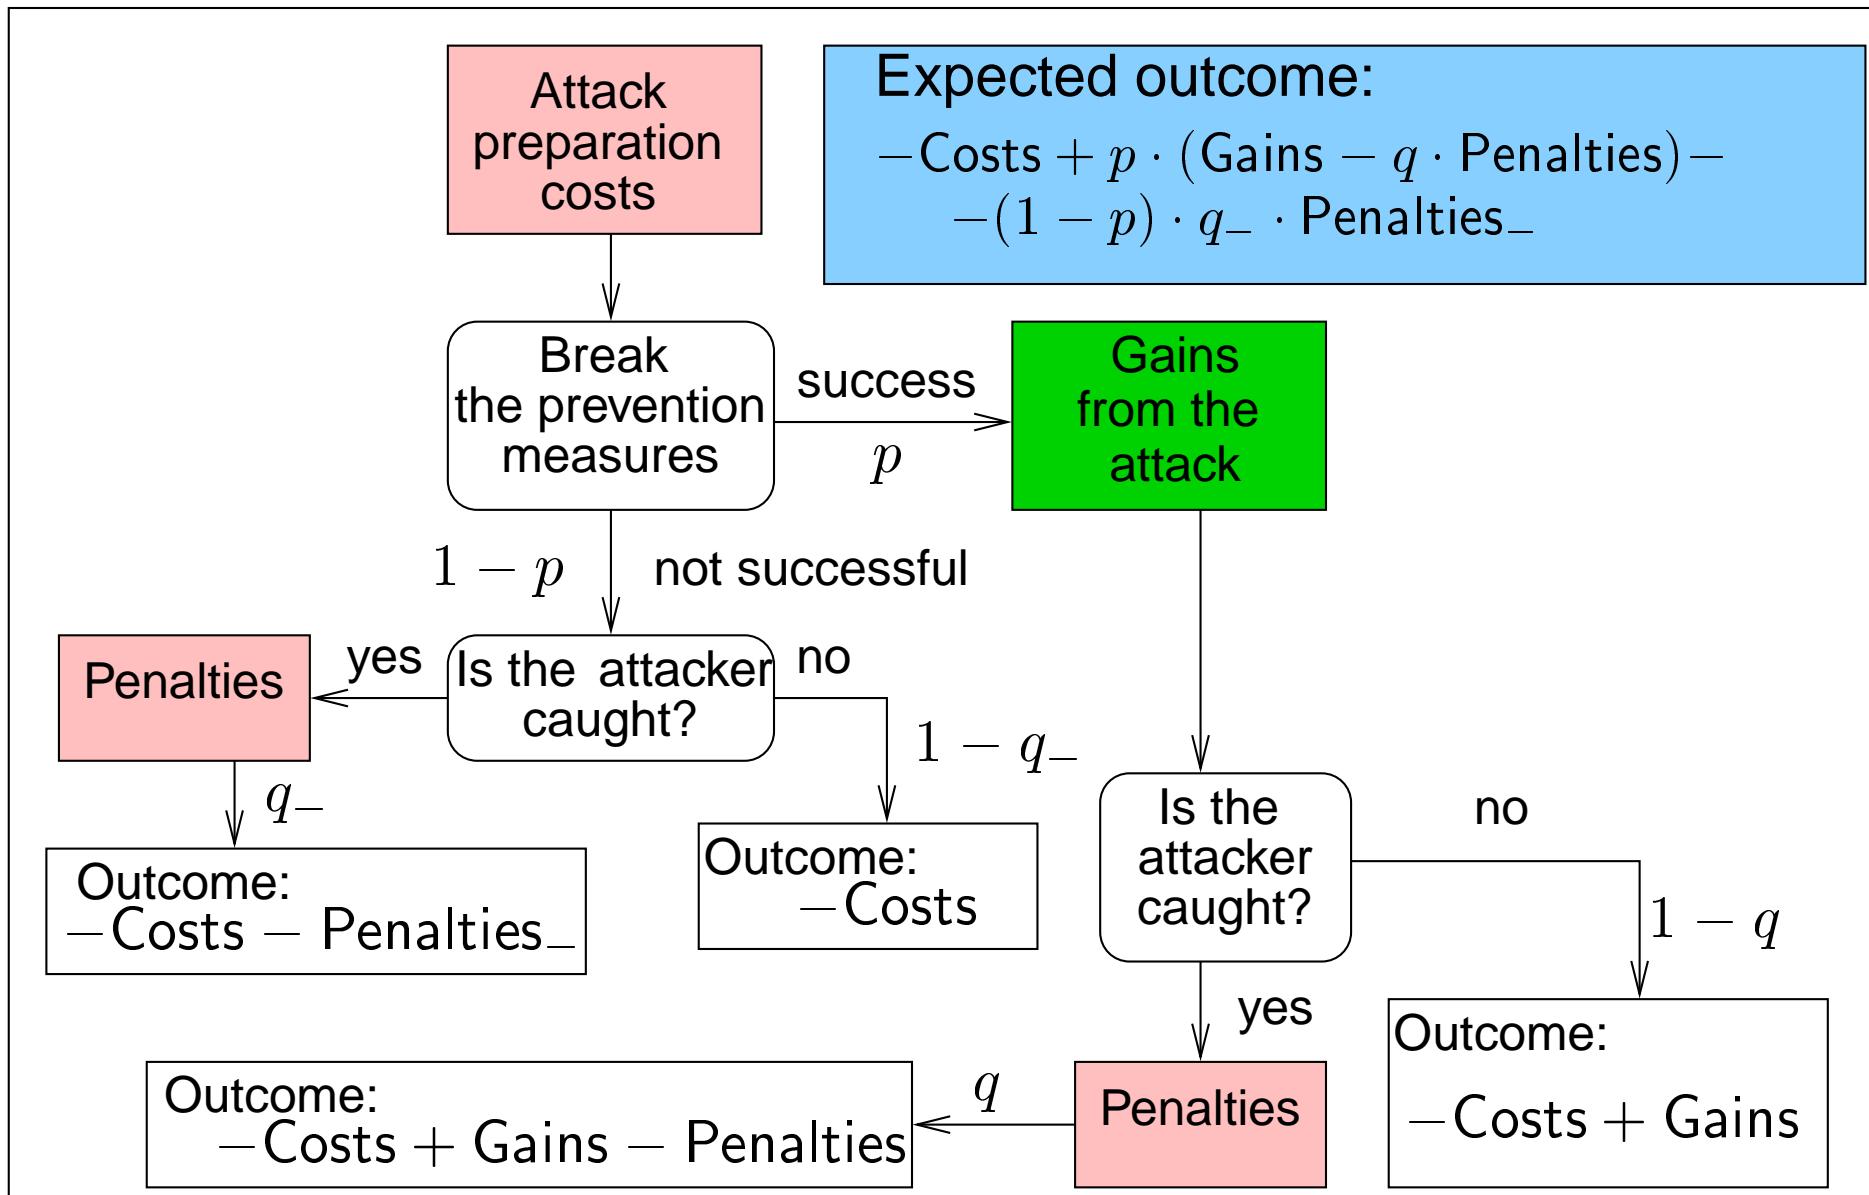 Attack
preparation
costs
Expected outcome:
−Costs + p · (Gains − q · Penalties)−
−(1 − p) · q₋ · Penalties₋
Break
the prevention
measures
success
p
Gains
from the
attack
1 − p
not successful
Penalties
yes
Is the attacker
caught?
no
1 − q₋
q₋
Outcome:
−Costs − Penalties₋
Outcome:
−Costs
Is the
attacker
caught?
no
1 − q
yes
Outcome:
−Costs + Gains
Penalties
q
Outcome:
−Costs + Gains − Penalties